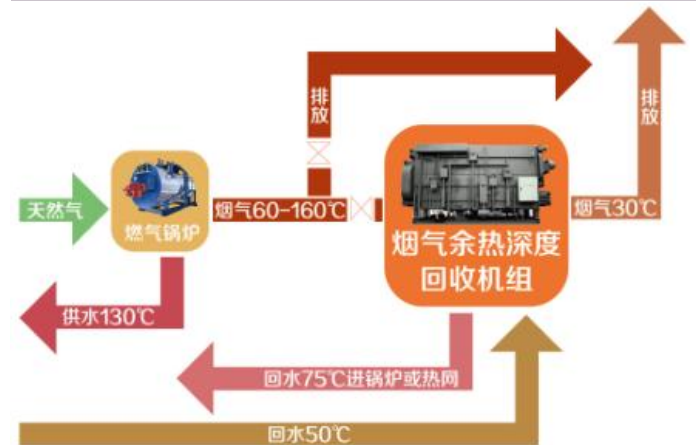 排放
排放
天然气
燃气锅炉
烟气60-160℃
烟气余热深度
回收机组
烟气30℃
供水130℃
回水75℃进锅炉或热网
回水50℃